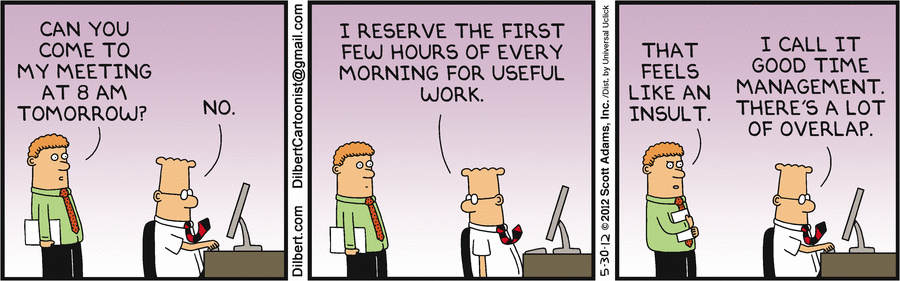 CAN YOU
COME TO
MY MEETING
AT 8 AM
TOMORROW?
NO.
Dilbert.com DilbertCartoonist@gmail.com
I RESERVE THE FIRST
FEW HOURS OF EVERY
MORNING FOR USEFUL
WORK.
5-30-12 © 2012 Scott Adams, Inc. /Dist. by Universal Uclick
THAT
FEELS
LIKE AN
INSULT.
I CALL IT
GOOD TIME
MANAGEMENT.
THERE'S A LOT
OF OVERLAP.